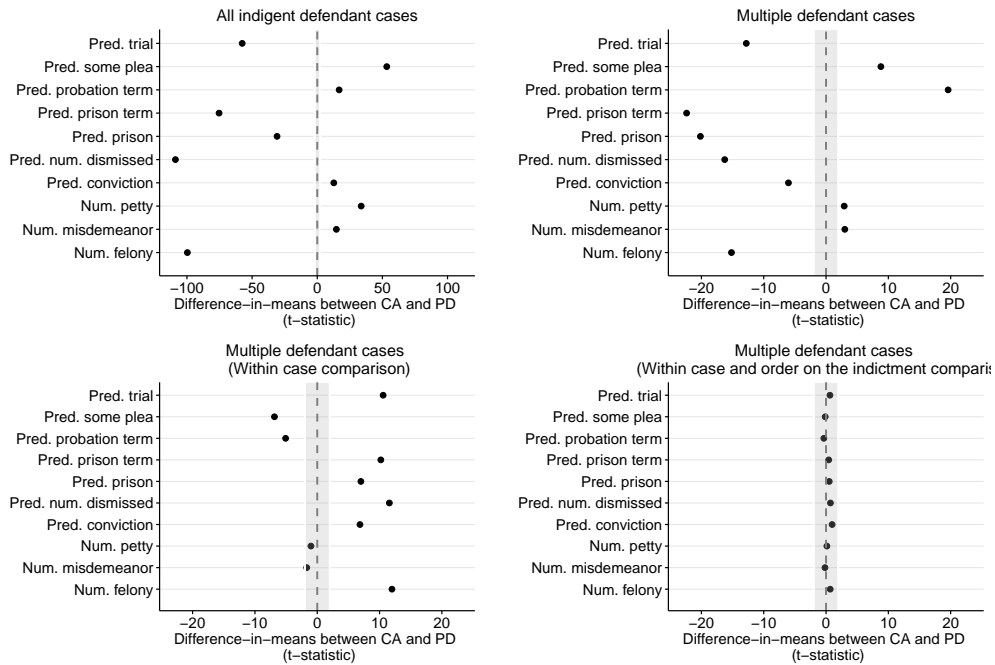 All indigent defendant cases
Pred. trial
Pred. some plea
Pred. probation term
Pred. prison term
Pred. prison
Pred. num. dismissed
Pred. conviction
Num. petty
Num. misdemeanor
Num. felony
−100 −50 0 50 100
Difference−in−means between CA and PD
(t−statistic)
Multiple defendant cases
Pred. trial
Pred. some plea
Pred. probation term
Pred. prison term
Pred. prison
Pred. num. dismissed
Pred. conviction
Num. petty
Num. misdemeanor
Num. felony
−20 −10 0 10 20
Difference−in−means between CA and PD
(t−statistic)
Multiple defendant cases
(Within case comparison)
Pred. trial
Pred. some plea
Pred. probation term
Pred. prison term
Pred. prison
Pred. num. dismissed
Pred. conviction
Num. petty
Num. misdemeanor
Num. felony
−20 −10 0 10 20
Difference−in−means between CA and PD
(t−statistic)
Multiple defendant cases
(Within case and order on the indictment comparis
Pred. trial
Pred. some plea
Pred. probation term
Pred. prison term
Pred. prison
Pred. num. dismissed
Pred. conviction
Num. petty
Num. misdemeanor
Num. felony
−20 −10 0 10 20
Difference−in−means between CA and PD
(t−statistic)